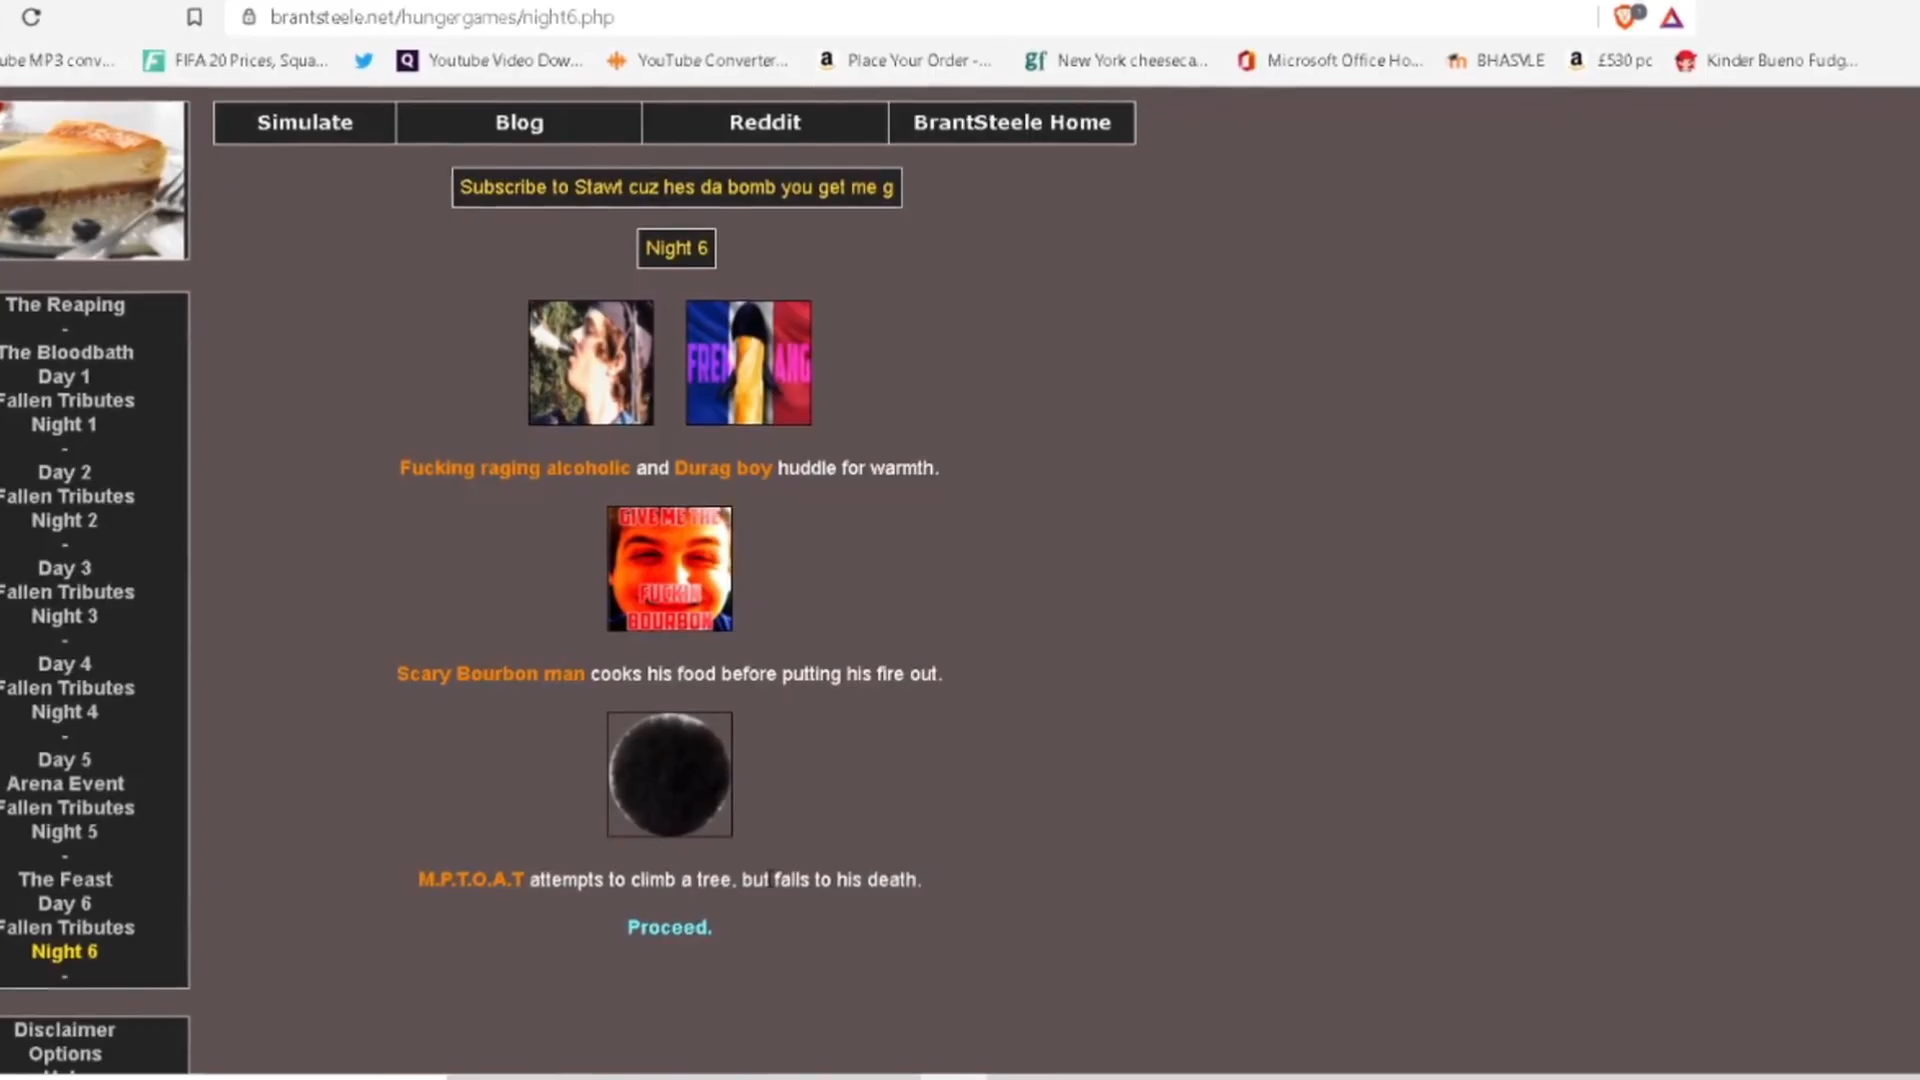 brantsteele.net/hungergames/night6.php
ube MP3 conv... FIFA 20 Prices, Squa... Youtube Video Dow... YouTube Converter... Place Your Order -... New York cheeseca... Microsoft Office Ho... BHASVLE £530 pc Kinder Bueno Fudg...
Simulate Blog Reddit BrantSteele Home
Subscribe to Stawt cuz hes da bomb you get me g
Night 6
FREN ANG
Fucking raging alcoholic and Durag boy huddle for warmth.
GIVE ME THE
FUCKIN
BOURBON
Scary Bourbon man cooks his food before putting his fire out.
M.P.T.O.A.T attempts to climb a tree, but falls to his death.
Proceed.
The Reaping
-
The Bloodbath
Day 1
Fallen Tributes
Night 1
-
Day 2
Fallen Tributes
Night 2
-
Day 3
Fallen Tributes
Night 3
-
Day 4
Fallen Tributes
Night 4
-
Day 5
Arena Event
Fallen Tributes
Night 5
-
The Feast
Day 6
Fallen Tributes
Night 6
-
Disclaimer
Options